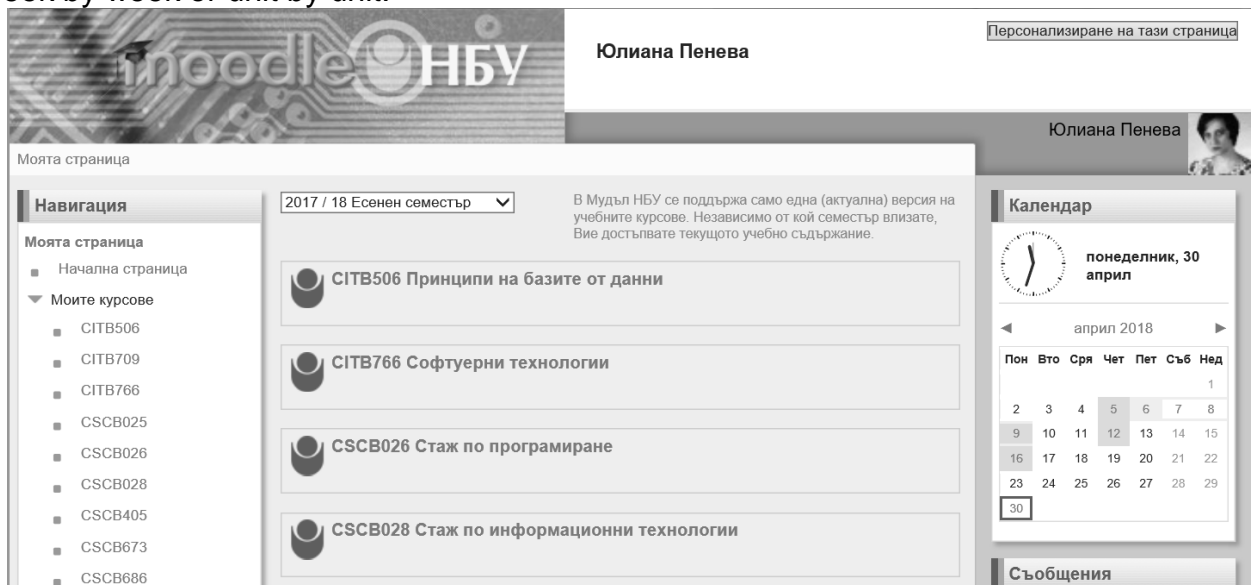 moodle НБУ
Юлиана Пенева
Персонализиране на тази страница
Юлиана Пенева
Моята страница
Навигация
Моята страница
Начална страница
Моите курсове
CITB506
CITB709
CITB766
CSCB025
CSCB026
CSCB028
CSCB405
CSCB673
CSCB686
2017 / 18 Есенен семестър
В Мудъл НБУ се поддържа само една (актуална) версия на
учебните курсове. Независимо от кой семестър влизате,
Вие достъпвате текущото учебно съдържание.
CITB506 Принципи на базите от данни
CITB766 Софтуерни технологии
CSCB026 Стаж по програмиране
CSCB028 Стаж по информационни технологии
Календар
понеделник, 30
април
април 2018
Пон Вто Сря Чет Пет Съб Нед
1
2 3 4 5 6 7 8
9 10 11 12 13 14 15
16 17 18 19 20 21 22
23 24 25 26 27 28 29
30
Съобщения